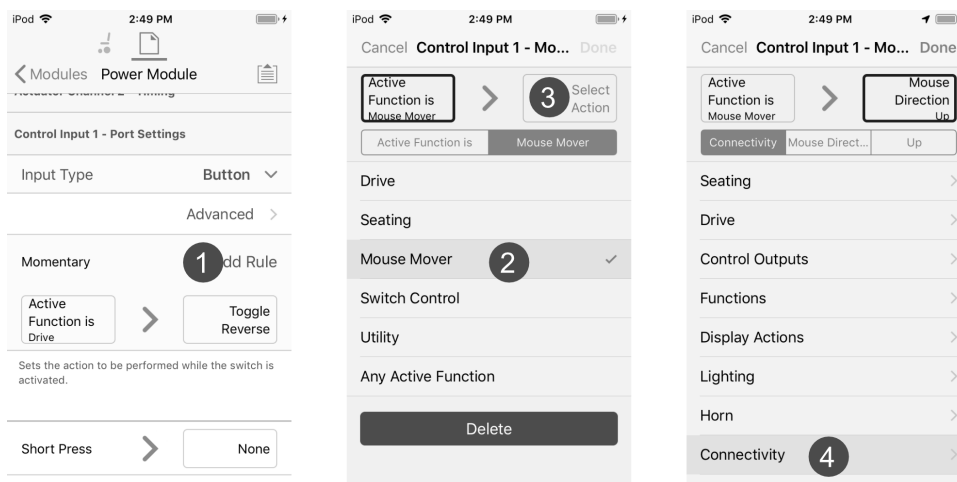 iPod 2:49 PM
Modules Power Module
Actuator Channel 2 - Timing
Control Input 1 - Port Settings
Input Type Button
Advanced
Momentary 1 dd Rule
Active
Function is
Drive
Toggle
Reverse
Sets the action to be performed while the switch is
activated.
Short Press None
iPod 2:49 PM
Cancel Control Input 1 - Mo... Done
Active
Function is
Mouse Mover
3 Select
Action
Active Function is Mouse Mover
Drive
Seating
Mouse Mover 2
Switch Control
Utility
Any Active Function
Delete
iPod 2:49 PM
Cancel Control Input 1 - Mo... Done
Active
Function is
Mouse Mover
Mouse
Direction
Up
Connectivity Mouse Direct... Up
Seating
Drive
Control Outputs
Functions
Display Actions
Lighting
Horn
Connectivity 4